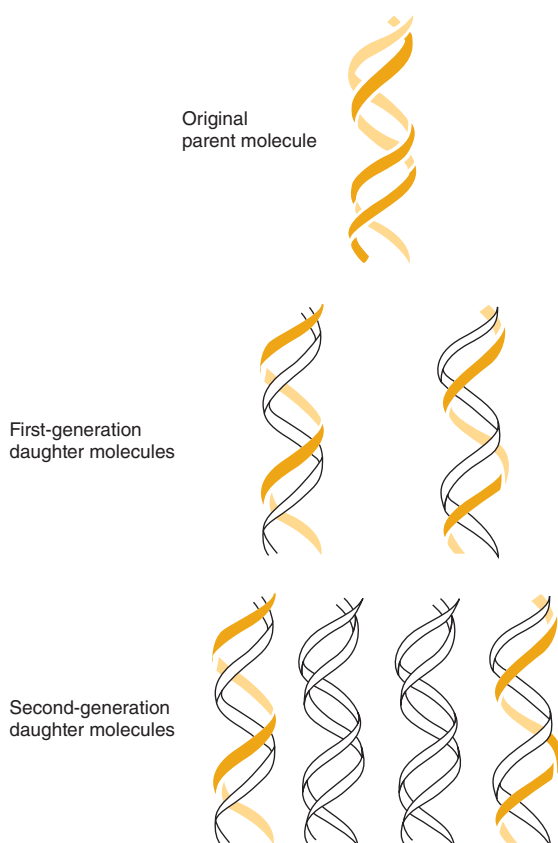 Original
parent molecule
First-generation
daughter molecules
Second-generation
daughter molecules